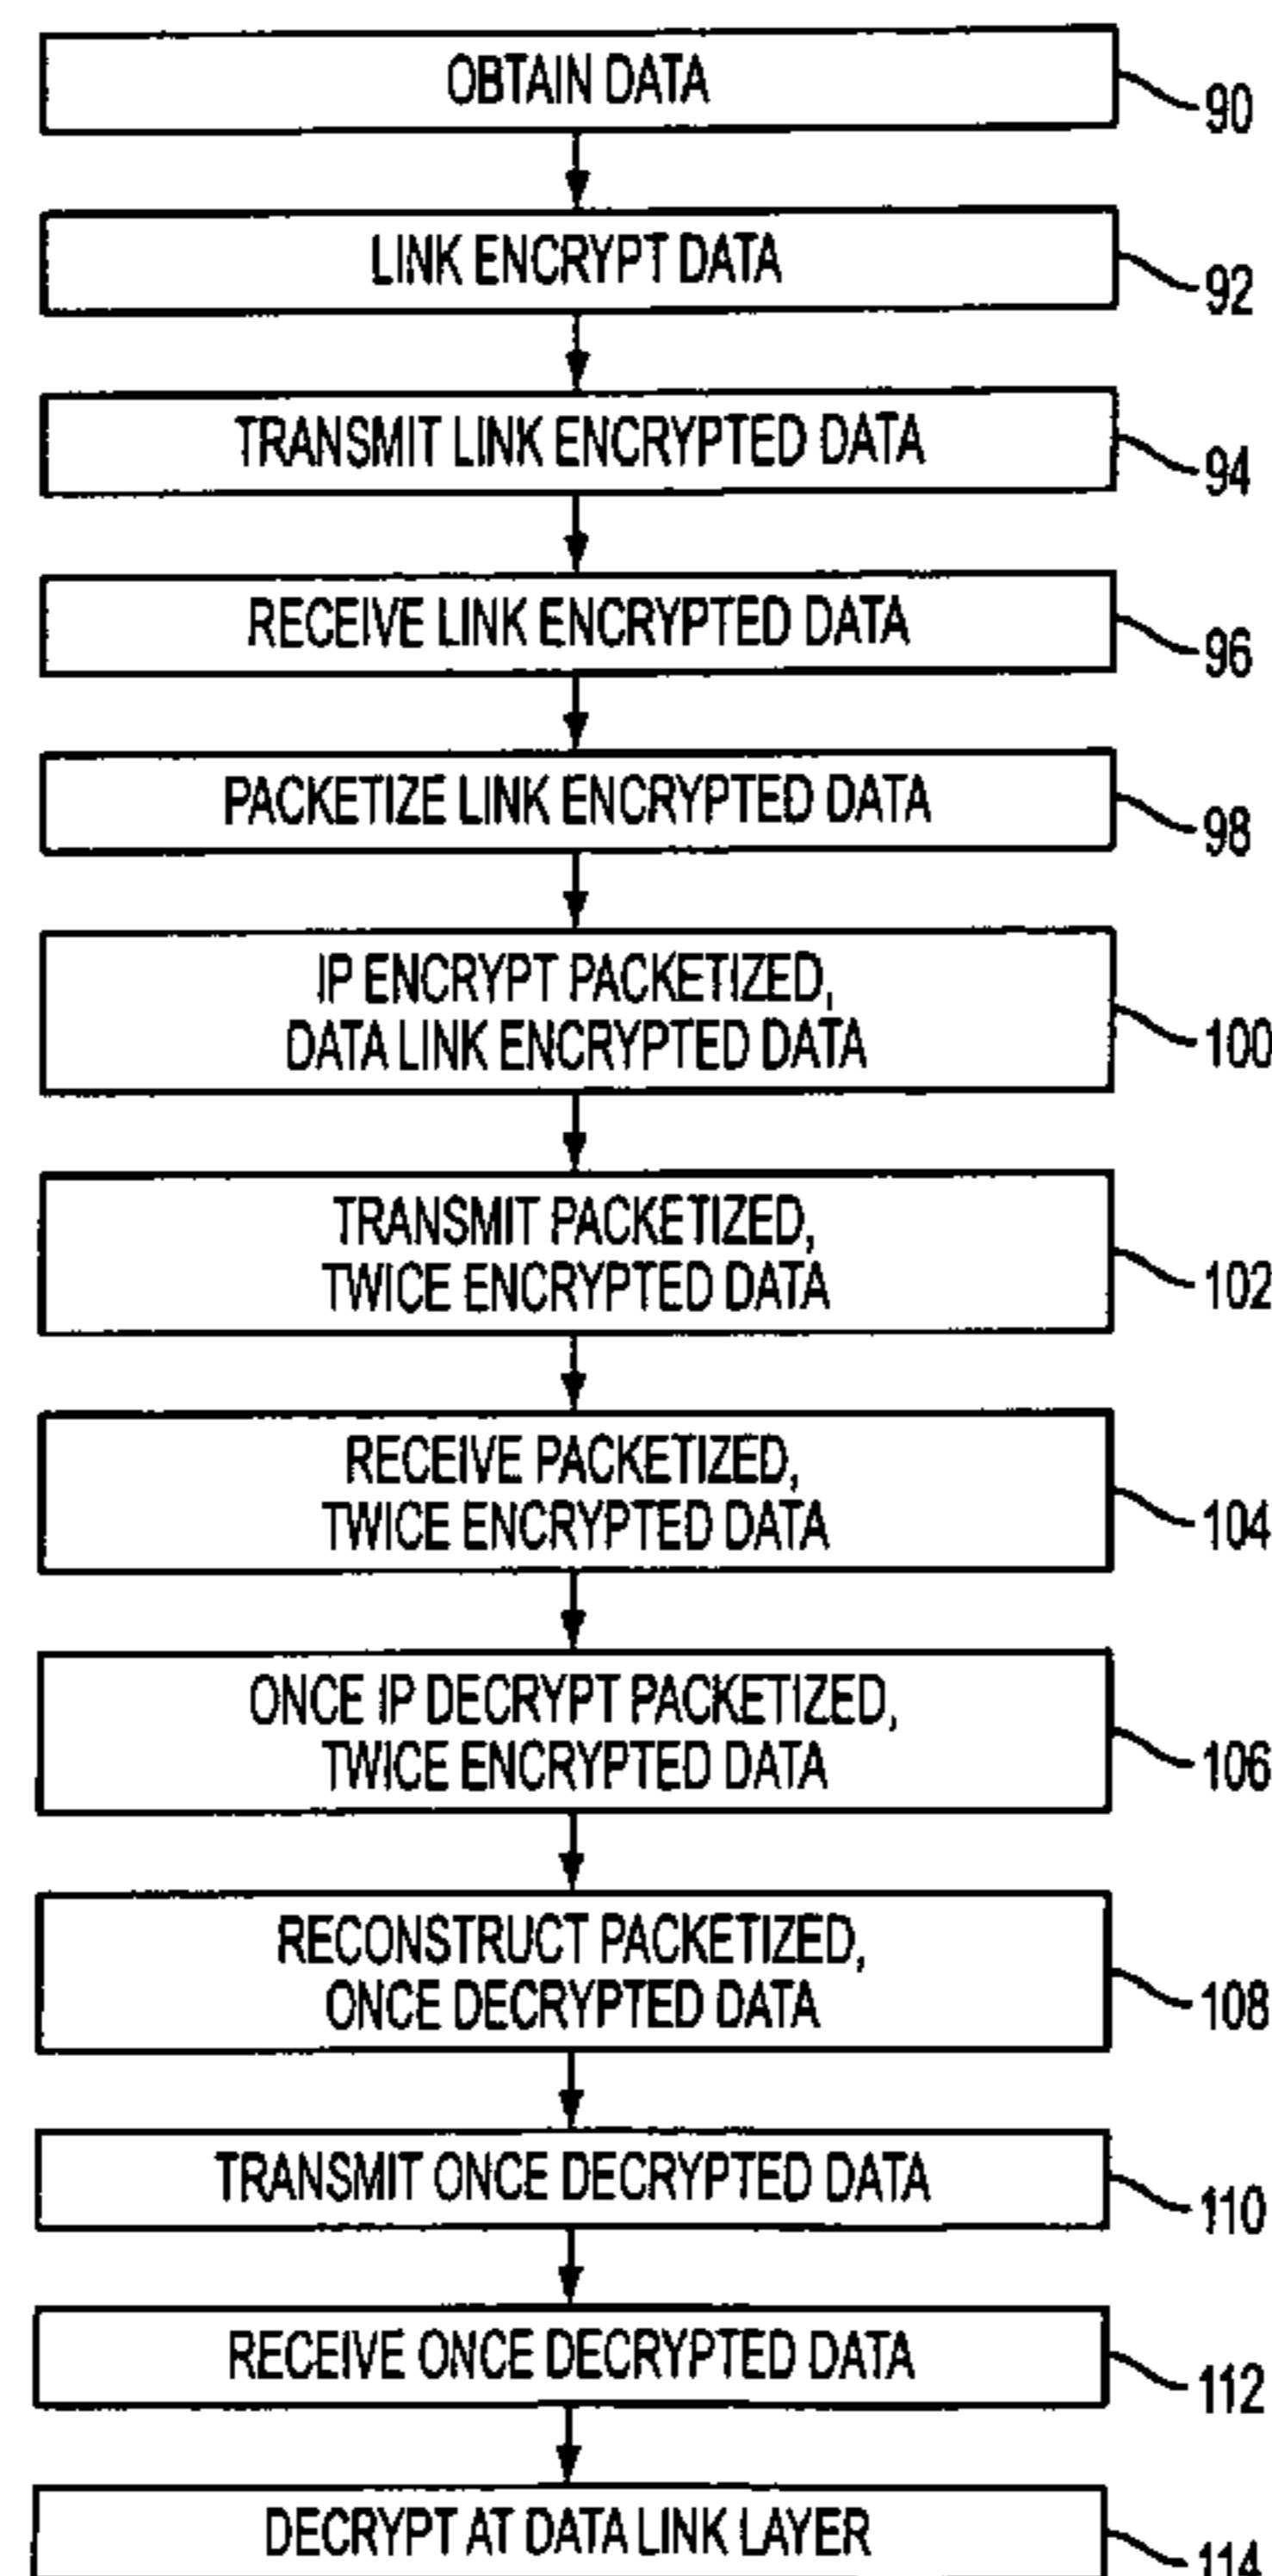 OBTAIN DATA
90
LINK ENCRYPT DATA
92
TRANSMIT LINK ENCRYPTED DATA
94
RECEIVE LINK ENCRYPTED DATA
96
PACKETIZE LINK ENCRYPTED DATA
98
IP ENCRYPT PACKETIZED,
DATA LINK ENCRYPTED DATA
100
TRANSMIT PACKETIZED,
TWICE ENCRYPTED DATA
102
RECEIVE PACKETIZED,
TWICE ENCRYPTED DATA
104
ONCE IP DECRYPT PACKETIZED,
TWICE ENCRYPTED DATA
106
RECONSTRUCT PACKETIZED,
ONCE DECRYPTED DATA
108
TRANSMIT ONCE DECRYPTED DATA
110
RECEIVE ONCE DECRYPTED DATA
112
DECRYPT AT DATA LINK LAYER
114